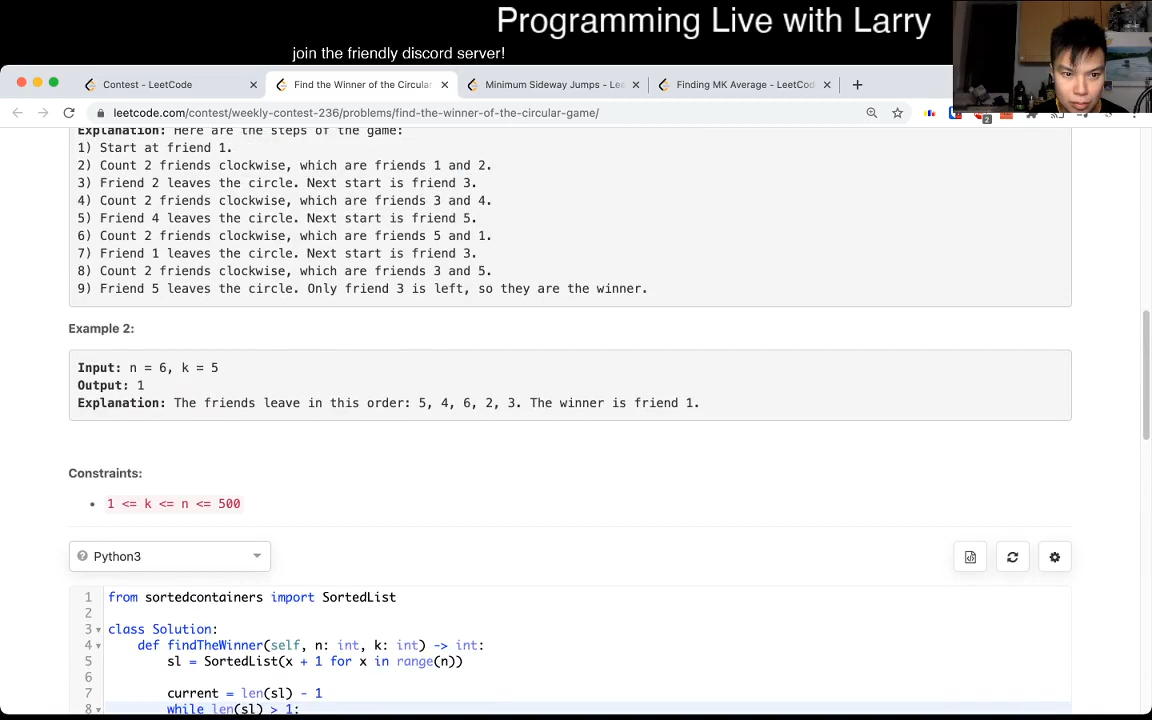 Programming Live with Larry
join the friendly discord server!
Contest - LeetCode
Find the Winner of the Circular
Minimum Sideway Jumps - Lee
Finding MK Average - LeetCod
leetcode.com/contest/weekly-contest-236/problems/find-the-winner-of-the-circular-game/
2
Explanation: Here are the steps of the game:
1) Start at friend 1.
2) Count 2 friends clockwise, which are friends 1 and 2.
3) Friend 2 leaves the circle. Next start is friend 3.
4) Count 2 friends clockwise, which are friends 3 and 4.
5) Friend 4 leaves the circle. Next start is friend 5.
6) Count 2 friends clockwise, which are friends 5 and 1.
7) Friend 1 leaves the circle. Next start is friend 3.
8) Count 2 friends clockwise, which are friends 3 and 5.
9) Friend 5 leaves the circle. Only friend 3 is left, so they are the winner.
Example 2:
Input: n = 6, k = 5
Output: 1
Explanation: The friends leave in this order: 5, 4, 6, 2, 3. The winner is friend 1.
Constraints:
• 1 <= k <= n <= 500
Python3
1 from sortedcontainers import SortedList
2
3 class Solution:
4 def findTheWinner(self, n: int, k: int) -> int:
5 sl = SortedList(x + 1 for x in range(n))
6
7 current = len(sl) - 1
8 while len(sl) > 1: